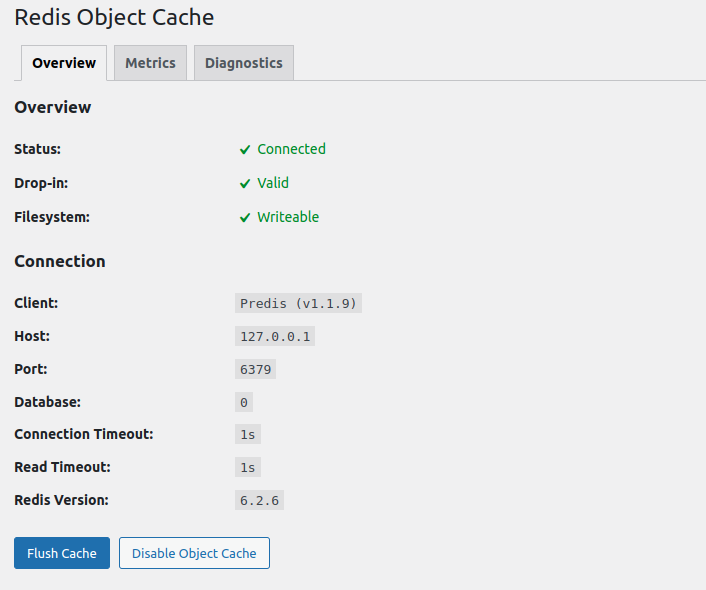 Redis Object Cache
Overview Metrics Diagnostics
Overview
Status: Connected
Drop-in: Valid
Filesystem: Writeable
Connection
Client: Predis (v1.1.9)
Host: 127.0.0.1
Port: 6379
Database: 0
Connection Timeout: 1s
Read Timeout: 1s
Redis Version: 6.2.6
Flush Cache Disable Object Cache